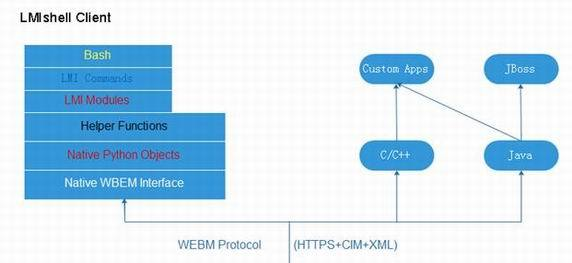 LMIshell Client
Bash
LMI Commands
LMI Modules
Helper Functions
Native Python Objects
Native WBEM Interface
Custom Apps
JBoss
C/C++
Java
WEBM Protocol (HTTPS+CIM+XML)